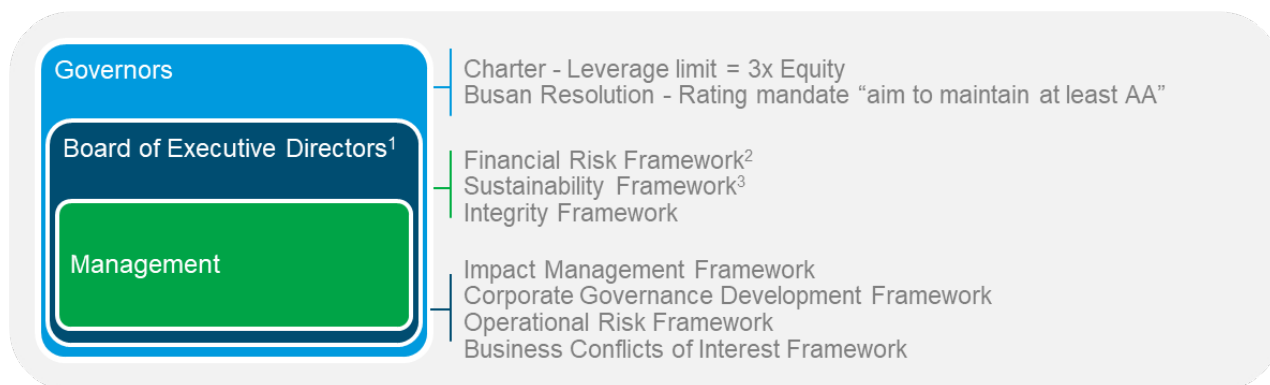 Governors
Charter - Leverage limit = 3x Equity
Busan Resolution - Rating mandate “aim to maintain at least AA”
Board of Executive Directors¹
Financial Risk Framework²
Sustainability Framework³
Integrity Framework
Management
Impact Management Framework
Corporate Governance Development Framework
Operational Risk Framework
Business Conflicts of Interest Framework